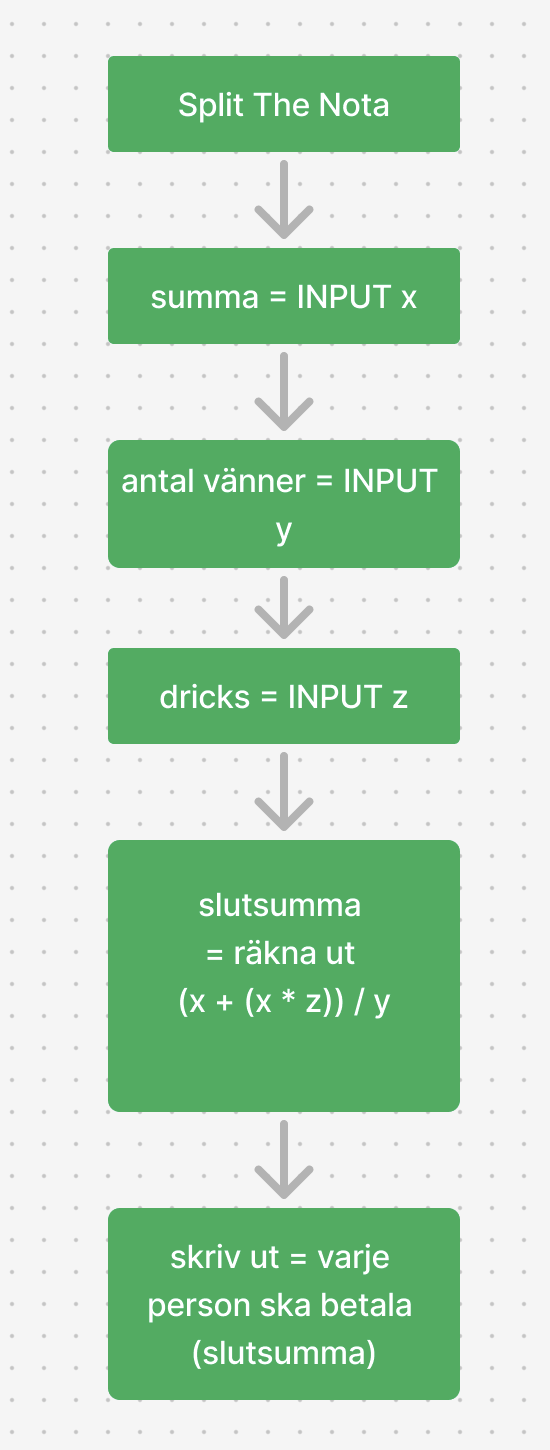 Split The Nota
summa = INPUT x
antal vänner = INPUT
y
dricks = INPUT z
slutsumma
= räkna ut
(x + (x * z)) / y
skriv ut = varje
person ska betala
(slutsumma)